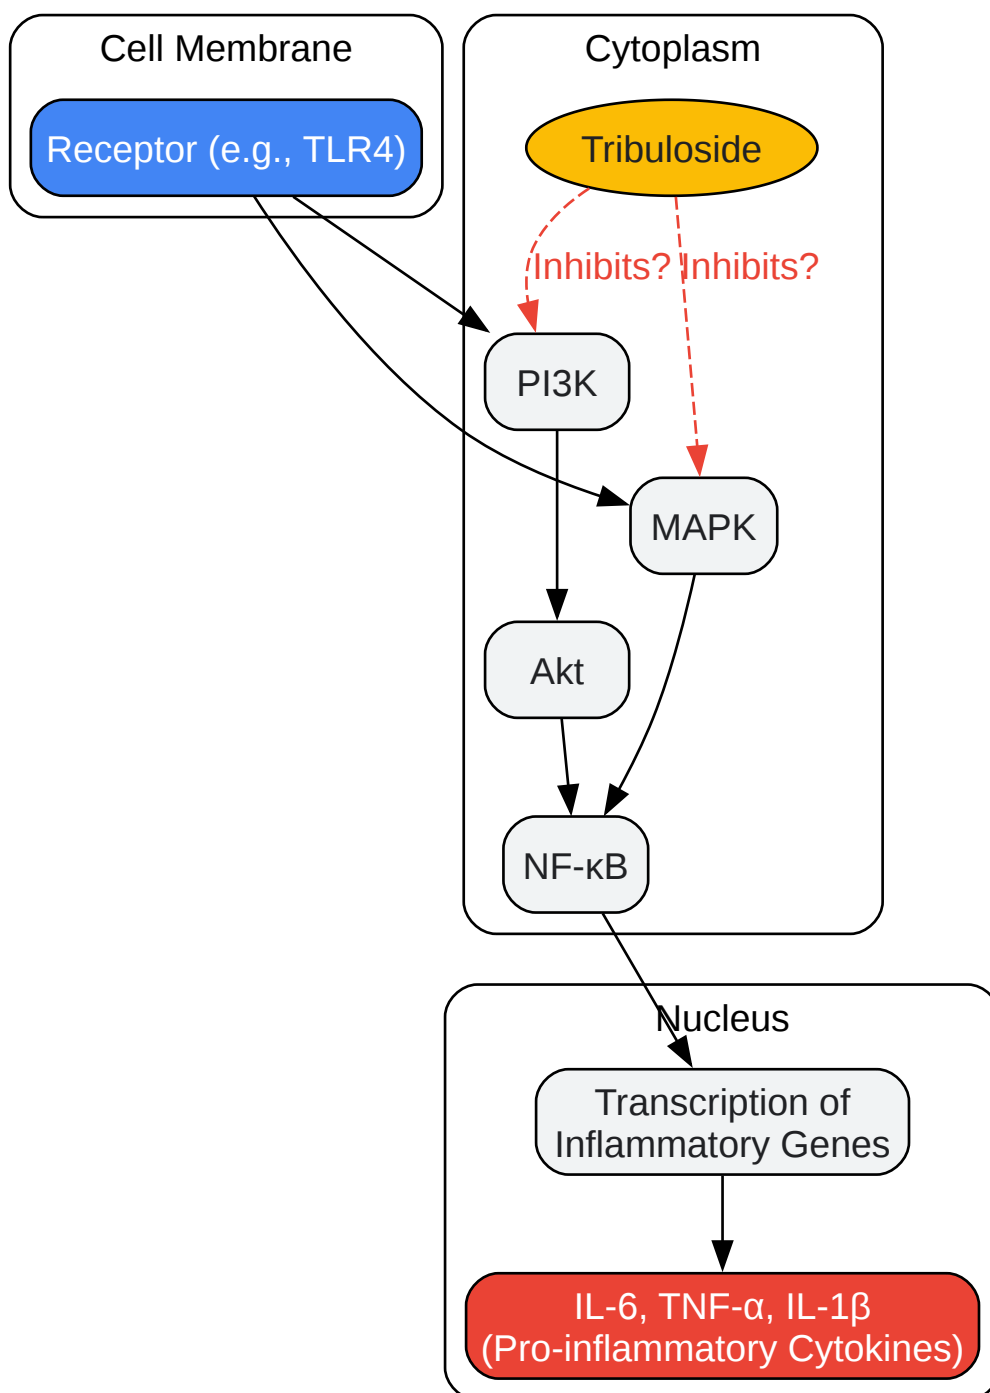 Cell Membrane
Receptor (e.g., TLR4)
Cytoplasm
Tribuloside
Inhibits?
Inhibits?
PI3K
MAPK
Akt
NF-κB
Nucleus
Transcription of
Inflammatory Genes
IL-6, TNF-α, IL-1β
(Pro-inflammatory Cytokines)